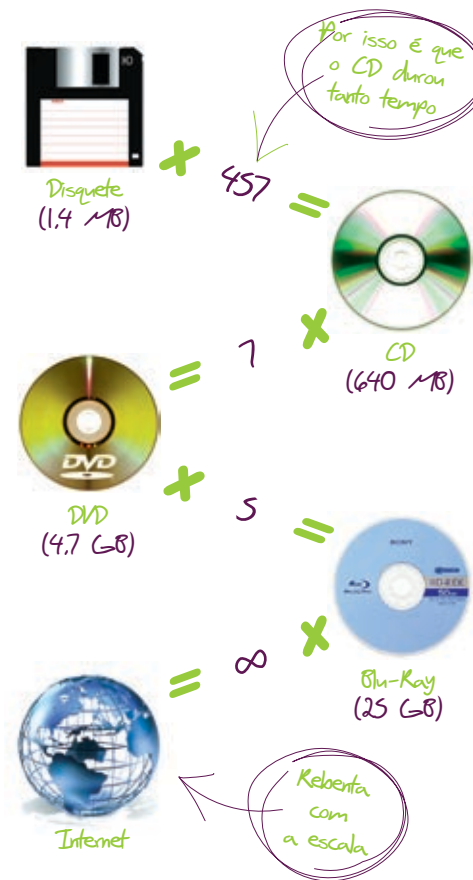 Por isso é que
o CD durou
tanto tempo
Disquete
(1,4 MB)
x
457
=
CD
(640 MB)
x
7
=
DVD
DVD
(4,7 GB)
x
5
=
SONY
Blu-Ray
(25 GB)
x
∞
=
Internet
Rebenta
com
a escala